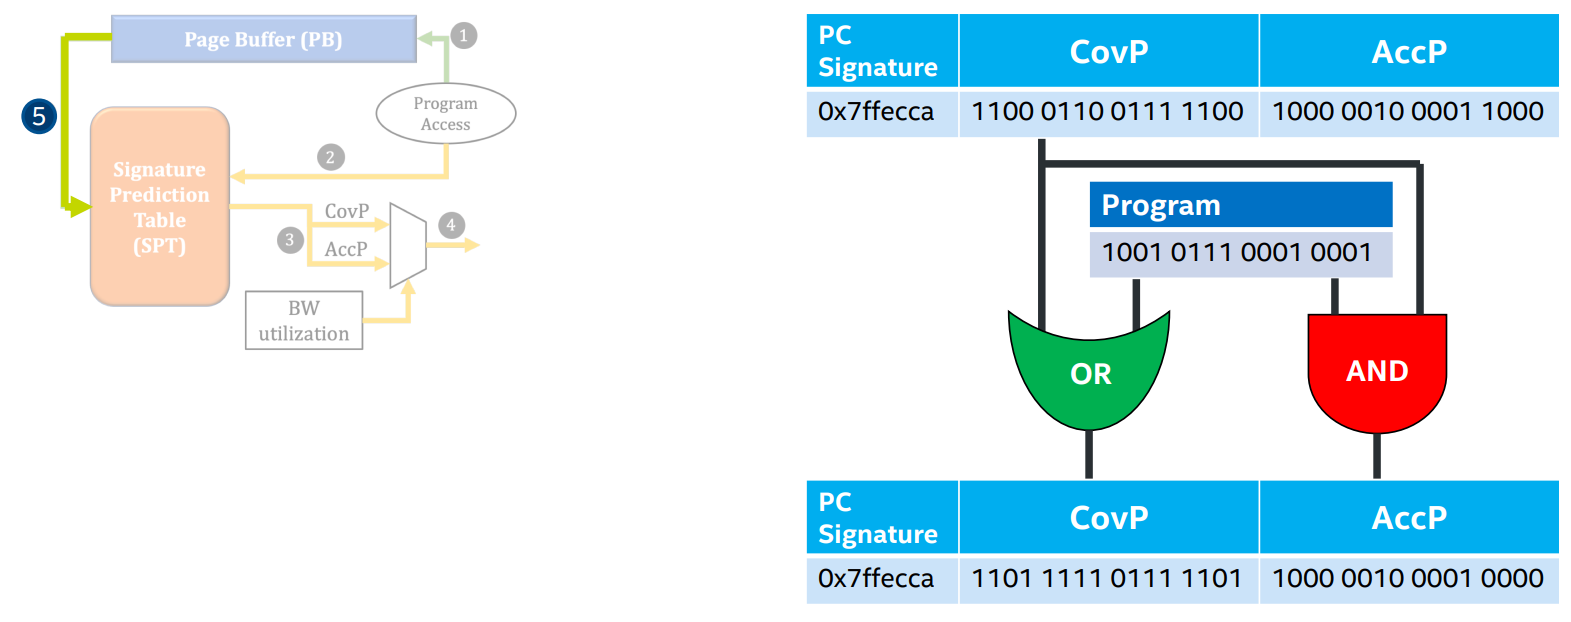 Page Buffer (PB)
1
5
Program
Access
2
Signature
Prediction
Table
(SPT)
CovP
3
AccP
4
BW
utilization
PC
Signature
CovP
AccP
0x7ffecca
1100 0110 0111 1100
1000 0010 0001 1000
Program
1001 0111 0001 0001
OR
AND
PC
Signature
CovP
AccP
0x7ffecca
1101 1111 0111 1101
1000 0010 0001 0000